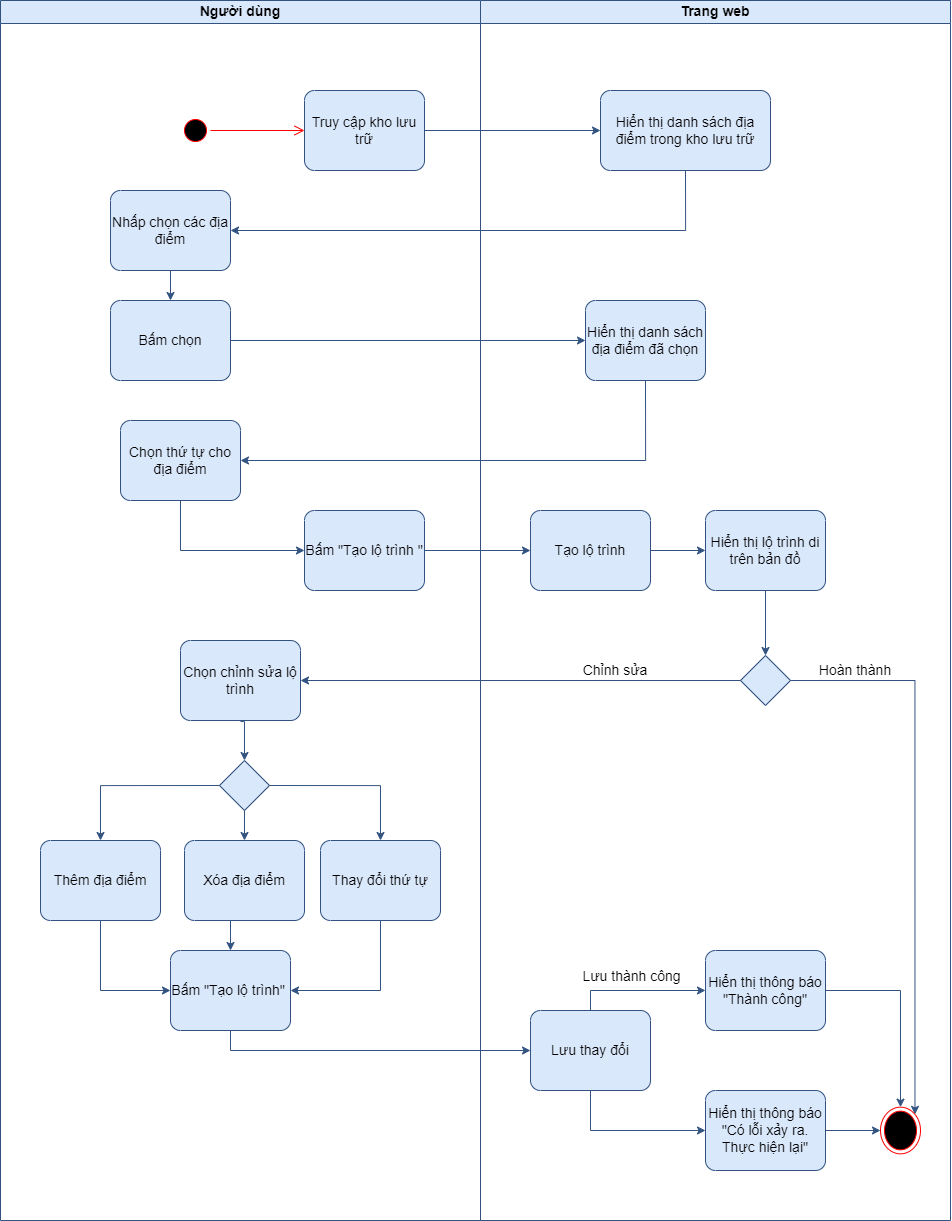 Người dùng
Trang web
Truy cập kho lưu
trữ
Hiển thị danh sách địa
điểm trong kho lưu trữ
Nhấp chọn các địa
điểm
Bấm chọn
Hiển thị danh sách
địa điểm đã chọn
Chọn thứ tự cho
địa điểm
Bấm "Tạo lộ trình "
Tạo lộ trình
Hiển thị lộ trình di
trên bản đồ
Chọn chỉnh sửa lộ
trình
Chỉnh sửa
Hoàn thành
Thêm địa điểm
Xóa địa điểm
Thay đổi thứ tự
Bấm "Tạo lộ trình"
Lưu thành công
Hiển thị thông báo
"Thành công"
Lưu thay đổi
Hiển thị thông báo
"Có lỗi xảy ra.
Thực hiện lại"